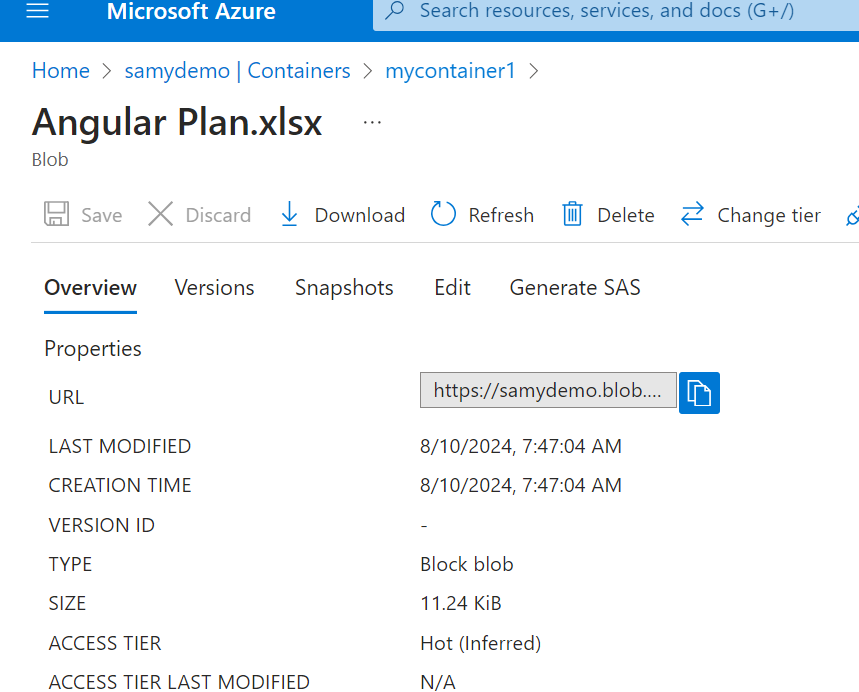 Microsoft Azure
Search resources, services, and docs (G+/)
Home > samydemo | Containers > mycontainer1 >
Angular Plan.xlsx ...
Blob
Save Discard Download Refresh Delete Change tier
Overview Versions Snapshots Edit Generate SAS
Properties
URL https://samydemo.blob....
LAST MODIFIED 8/10/2024, 7:47:04 AM
CREATION TIME 8/10/2024, 7:47:04 AM
VERSION ID -
TYPE Block blob
SIZE 11.24 KiB
ACCESS TIER Hot (Inferred)
ACCESS TIER LAST MODIFIED N/A